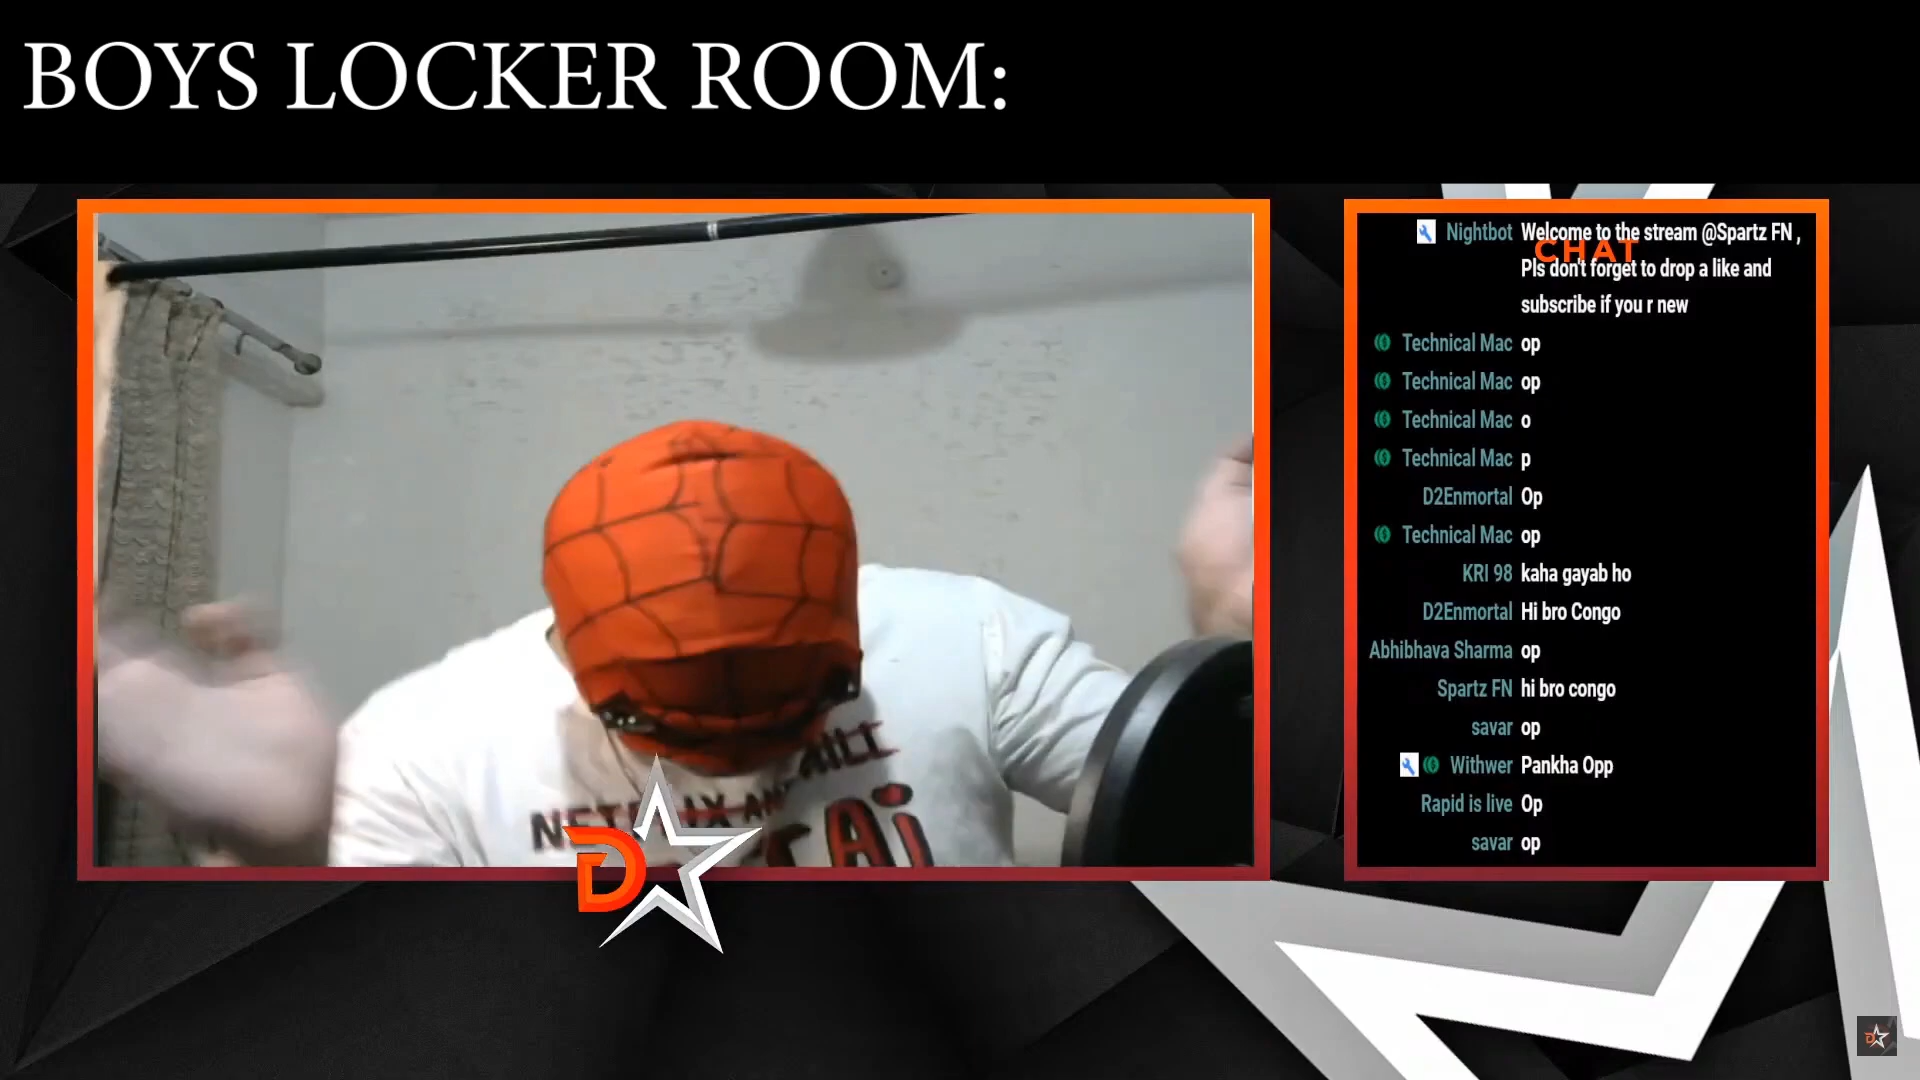 BOYS LOCKER ROOM:
CHAT
Nightbot Welcome to the stream @Spartz FN ,
Pls don't forget to drop a like and
subscribe if you r new
Technical Mac op
Technical Mac op
Technical Mac o
Technical Mac p
D2Enmortal Op
Technical Mac op
KRI 98 kaha gayab ho
D2Enmortal Hi bro Congo
Abhibhava Sharma op
Spartz FN hi bro congo
savar op
Withwer Pankha Opp
Rapid is live Op
savar op
NETFLIX AND CHILL
D